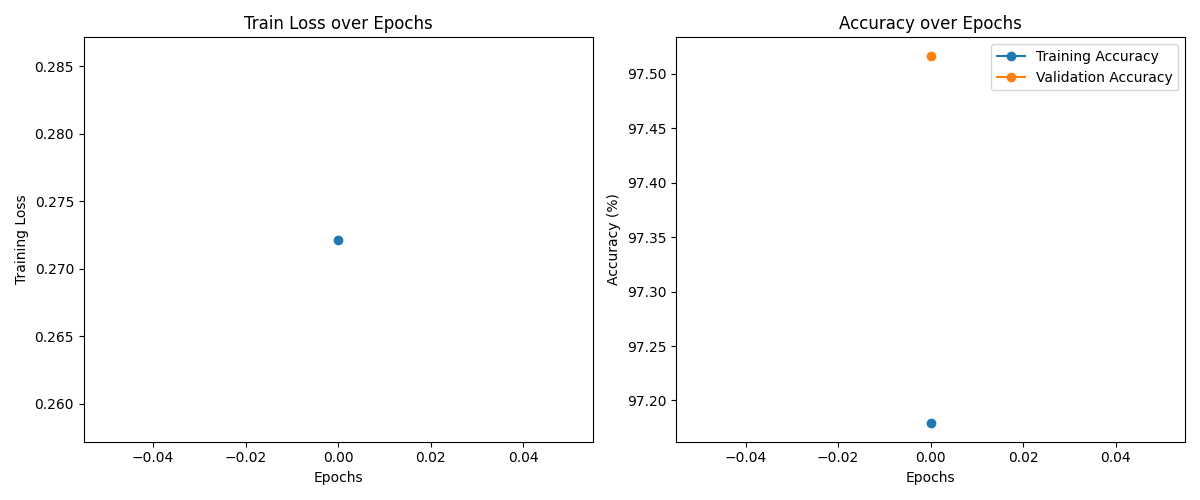 Train Loss over Epochs
0.285
0.280
0.275
0.270
0.265
0.260
Training Loss
−0.04 −0.02 0.00 0.02 0.04
Epochs
Accuracy over Epochs
Training Accuracy
Validation Accuracy
97.50
97.45
97.40
97.35
97.30
97.25
97.20
Accuracy (%)
−0.04 −0.02 0.00 0.02 0.04
Epochs